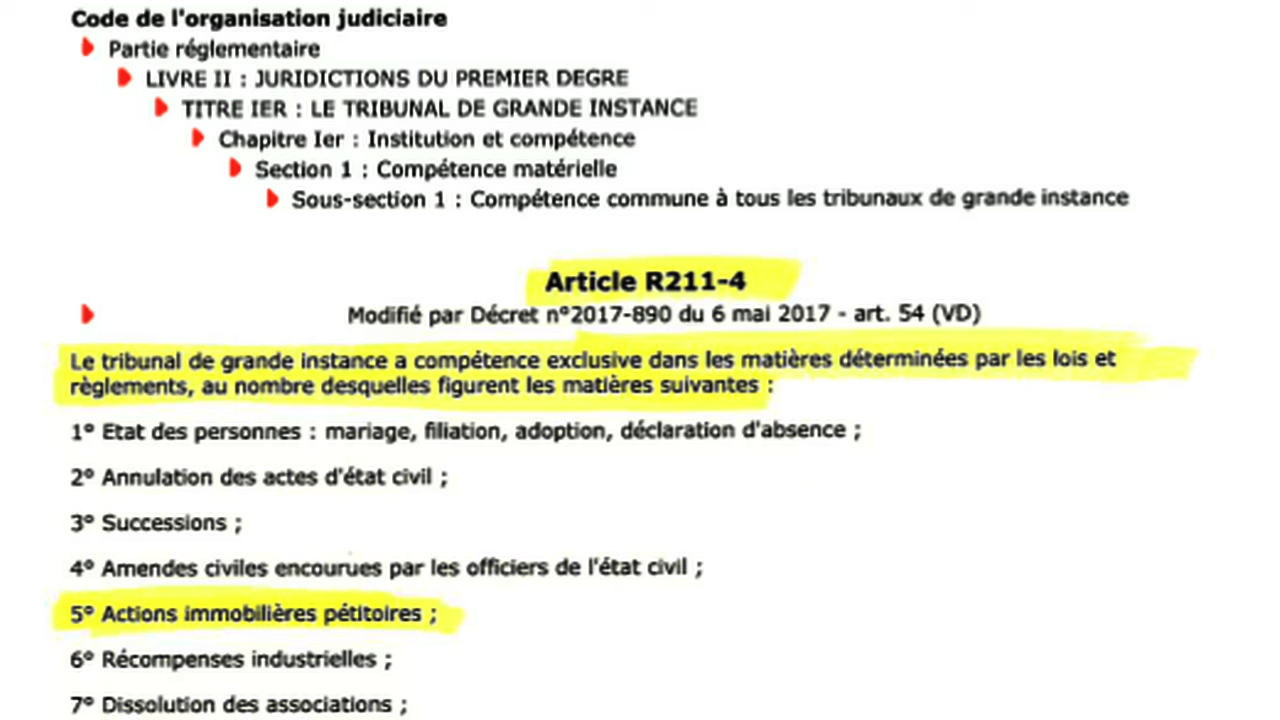 Code de l'organisation judiciaire
Partie réglementaire
LIVRE II : JURIDICTIONS DU PREMIER DEGRE
TITRE IER : LE TRIBUNAL DE GRANDE INSTANCE
Chapitre Ier : Institution et compétence
Section 1 : Compétence matérielle
Sous-section 1 : Compétence commune à tous les tribunaux de grande instance
Article R211-4
Modifié par Décret n°2017-890 du 6 mai 2017 - art. 54 (VD)
Le tribunal de grande instance a compétence exclusive dans les matières déterminées par les lois et
règlements, au nombre desquelles figurent les matières suivantes :
1° Etat des personnes : mariage, filiation, adoption, déclaration d'absence ;
2° Annulation des actes d'état civil ;
3° Successions ;
4° Amendes civiles encourues par les officiers de l'état civil ;
5° Actions immobilières pétitoires ;
6° Récompenses industrielles ;
7° Dissolution des associations ;